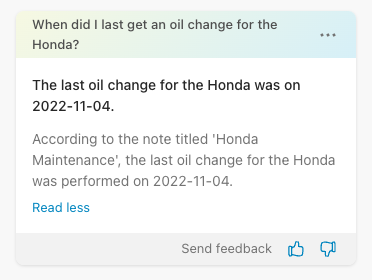 When did I last get an oil change for the
Honda?
The last oil change for the Honda was on
2022-11-04.
According to the note titled 'Honda
Maintenance', the last oil change for the Honda
was performed on 2022-11-04.
Read less
Send feedback